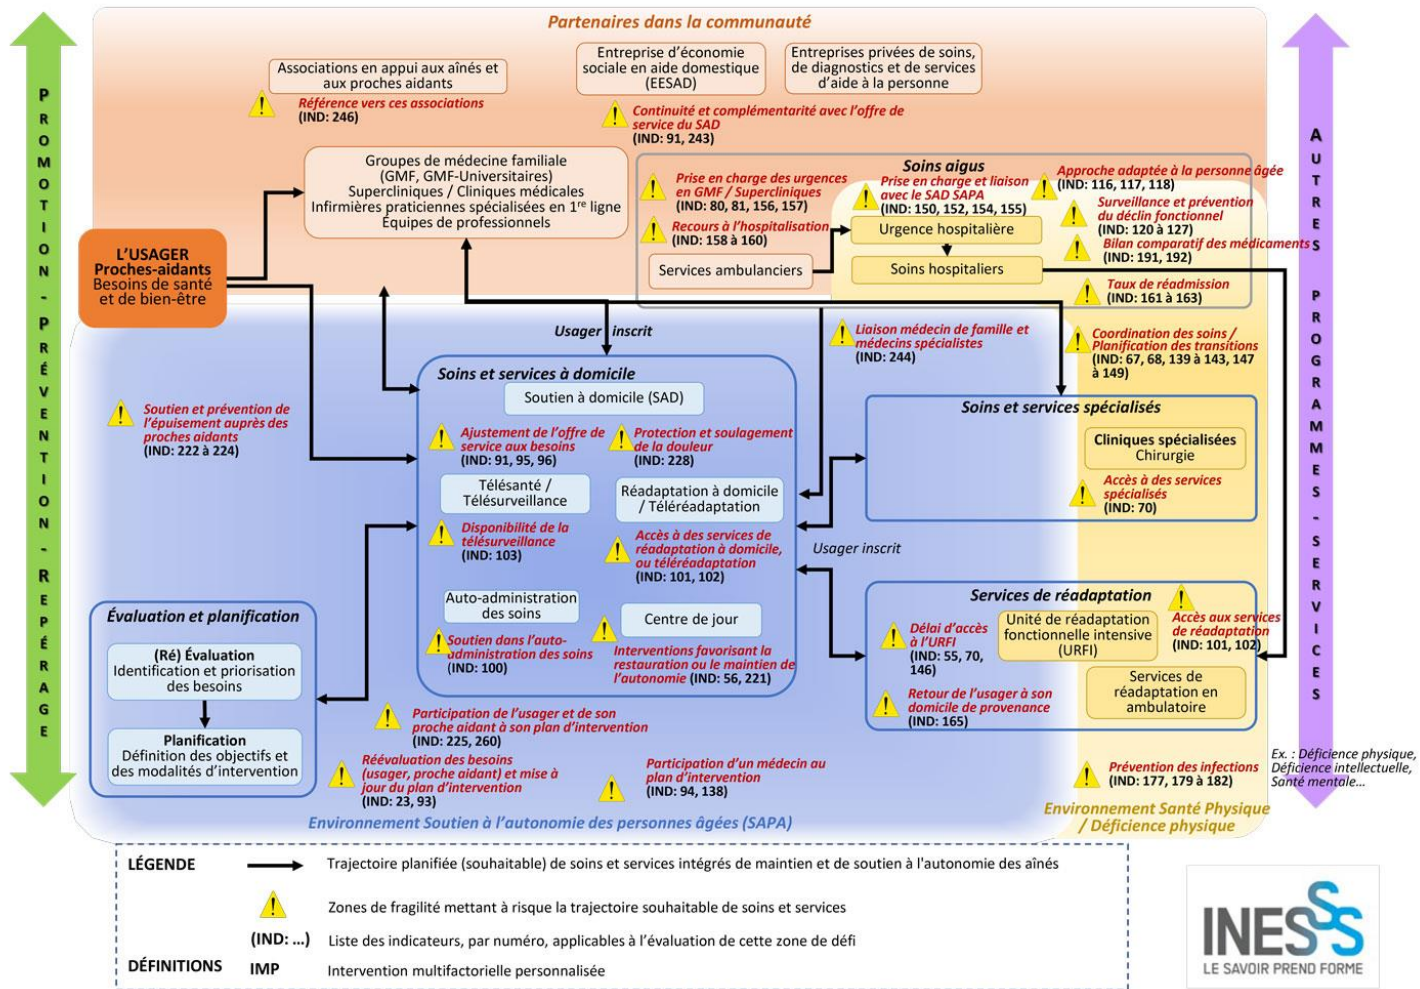 Partenaires dans la communauté
Associations en appui aux aînés et
aux proches aidants
Référence vers ces associations
(IND: 246)
Entreprise d'économie
sociale en aide domestique
(EESAD)
Entreprises privées de soins,
de diagnostics et de services
d'aide à la personne
Continuité et complémentarité avec l'offre de
service du SAD
(IND: 91, 243)
PROMOTION - PRÉVENTION - REPÉRAGE
AUTRES PROGRAMMES - SERVICES
Groupes de médecine familiale
(GMF, GMF-Universitaires)
Supercliniques / Cliniques médicales
Infirmières praticiennes spécialisées en 1re ligne
Équipes de professionnels
L'USAGER
Proches-aidants
Besoins de santé
et de bien-être
Soins aigus
Prise en charge des urgences
en GMF / Supercliniques
(IND: 80, 81, 156, 157)
Recours à l'hospitalisation
(IND: 158 à 160)
Services ambulanciers
Prise en charge et liaison
avec le SAD SAPA
(IND: 150, 152, 154, 155)
Urgence hospitalière
Soins hospitaliers
Approche adaptée à la personne âgée
(IND: 116, 117, 118)
Surveillance et prévention
du déclin fonctionnel
(IND: 120 à 127)
Bilan comparatif des médicaments
(IND: 191, 192)
Taux de réadmission
(IND: 161 à 163)
Usager inscrit
Liaison médecin de famille et
médecins spécialistes
(IND: 244)
Coordination des soins /
Planification des transitions
(IND: 67, 68, 139 à 143, 147
à 149)
Soutien et prévention de
l'épuisement auprès des
proches aidants
(IND: 222 à 224)
Soins et services à domicile
Soutien à domicile (SAD)
Ajustement de l'offre de
service aux besoins
(IND: 91, 95, 96)
Protection et soulagement
de la douleur
(IND: 228)
Télésanté /
Télésurveillance
Réadaptation à domicile
/ Téléréadaptation
Disponibilité de la
télésurveillance
(IND: 103)
Accès à des services de
réadaptation à domicile,
ou téléréadaptation
(IND: 101, 102)
Auto-administration
des soins
Centre de jour
Soutien dans l'auto-
administration des soins
(IND: 100)
Interventions favorisant la
restauration ou le maintien de
l'autonomie (IND: 56, 221)
Soins et services spécialisés
Cliniques spécialisées
Chirurgie
Accès à des services
spécialisés
(IND: 70)
Usager inscrit
Services de réadaptation
Délai d'accès
à l'URFI
(IND: 55, 70,
146)
Unité de réadaptation
fonctionnelle intensive
(URFI)
Accès aux services
de réadaptation
(IND: 101, 102)
Retour de l'usager à son
domicile de provenance
(IND: 165)
Services de
réadaptation en
ambulatoire
Évaluation et planification
(Ré) Évaluation
Identification et priorisation
des besoins
Planification
Définition des objectifs et
des modalités d'intervention
Participation de l'usager et de son
proche aidant à son plan d'intervention
(IND: 225, 260)
Réévaluation des besoins
(usager, proche aidant) et mise à
jour du plan d'intervention
(IND: 23, 93)
Participation d'un médecin au
plan d'intervention
(IND: 94, 138)
Prévention des infections
(IND: 177, 179 à 182)
Ex. : Déficience physique,
Déficience intellectuelle,
Santé mentale...
Environnement Soutien à l'autonomie des personnes âgées (SAPA)
Environnement Santé Physique
/ Déficience physique
LÉGENDE
Trajectoire planifiée (souhaitable) de soins et services intégrés de maintien et de soutien à l'autonomie des aînés
Zones de fragilité mettant à risque la trajectoire souhaitable de soins et services
(IND: ...) Liste des indicateurs, par numéro, applicables à l'évaluation de cette zone de défi
DÉFINITIONS IMP Intervention multifactorielle personnalisée
INESSS
LE SAVOIR PREND FORME